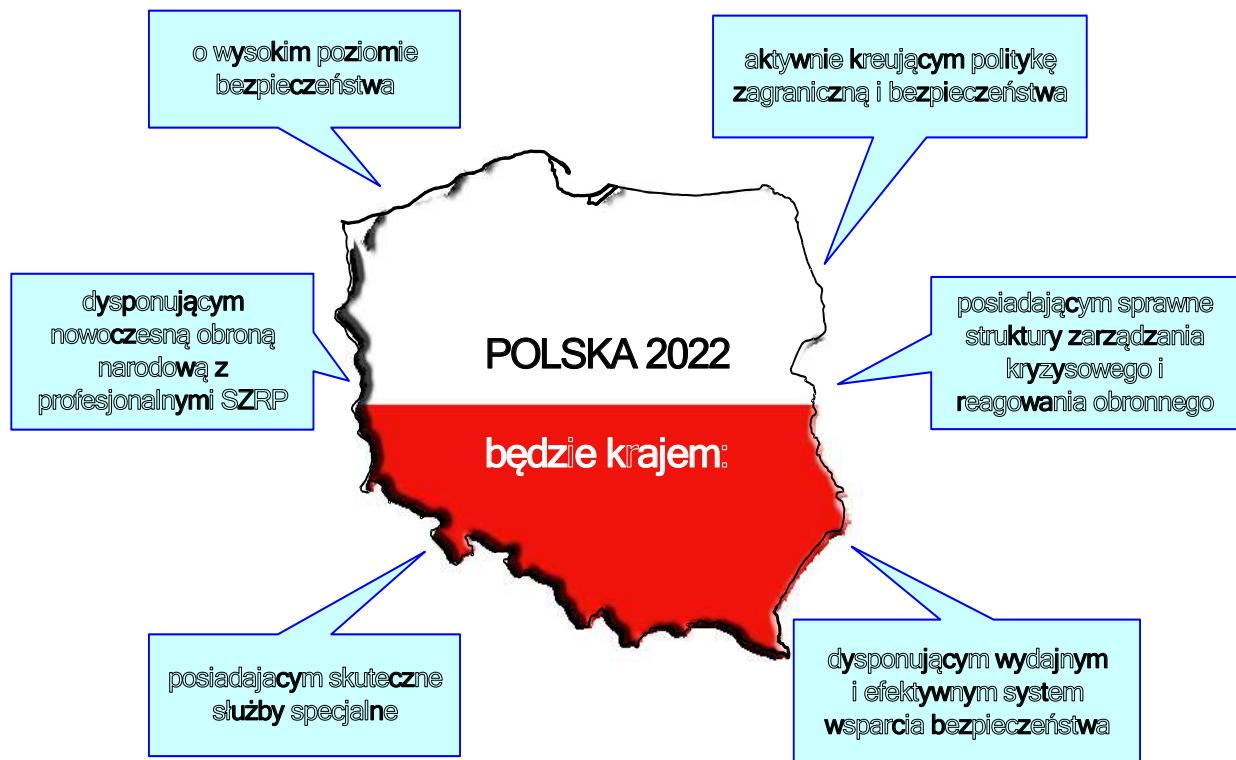 o wysokim poziomie
bezpieczeństwa
aktywnie kreującym politykę
zagraniczną i bezpieczeństwa
dysponującym
nowoczesną obroną
narodową z
profesjonalnymi SZRP
POLSKA 2022
będzie krajem:
posiadającym sprawne
struktury zarządzania
kryzysowego i
reagowania obronnego
posiadajacym skuteczne
służby specjalne
dysponującym wydajnym
i efektywnym system
wsparcia bezpieczeństwa